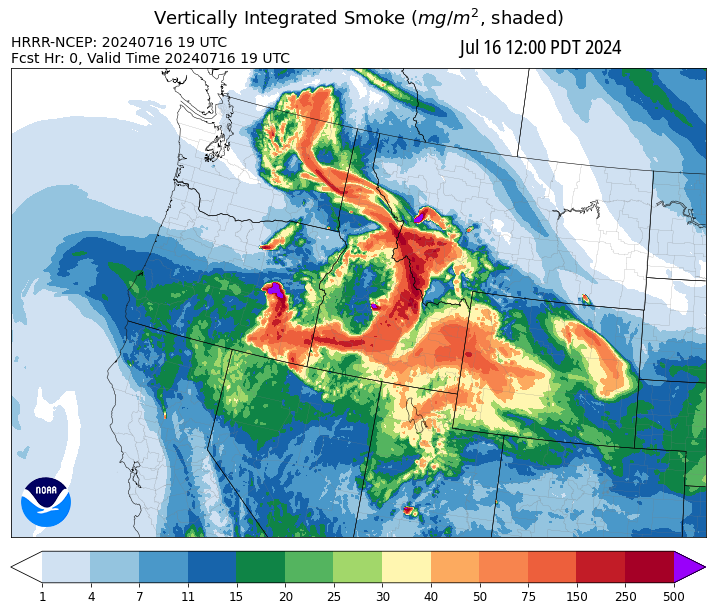 Vertically Integrated Smoke (mg/m², shaded)
HRRR-NCEP: 20240716 19 UTC
Jul 16 12:00 PDT 2024
Fcst Hr: 0, Valid Time 20240716 19 UTC
NOAA
1 4 7 11 15 20 25 30 40 50 75 150 250 500